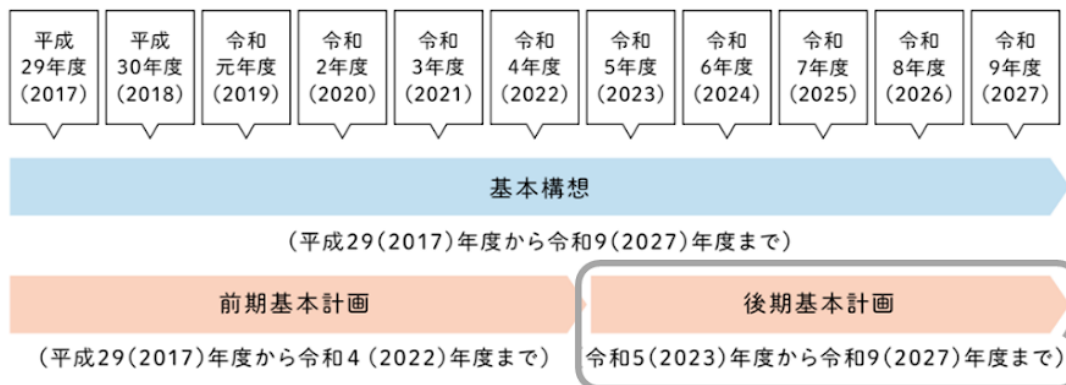 平成
29年度
(2017)
平成
30年度
(2018)
令和
元年度
(2019)
令和
2年度
(2020)
令和
3年度
(2021)
令和
4年度
(2022)
令和
5年度
(2023)
令和
6年度
(2024)
令和
7年度
(2025)
令和
8年度
(2026)
令和
9年度
(2027)
基本構想
(平成29(2017)年度から令和9(2027)年度まで)
前期基本計画
(平成29(2017)年度から令和4(2022)年度まで)
後期基本計画
(令和5(2023)年度から令和9(2027)年度まで)